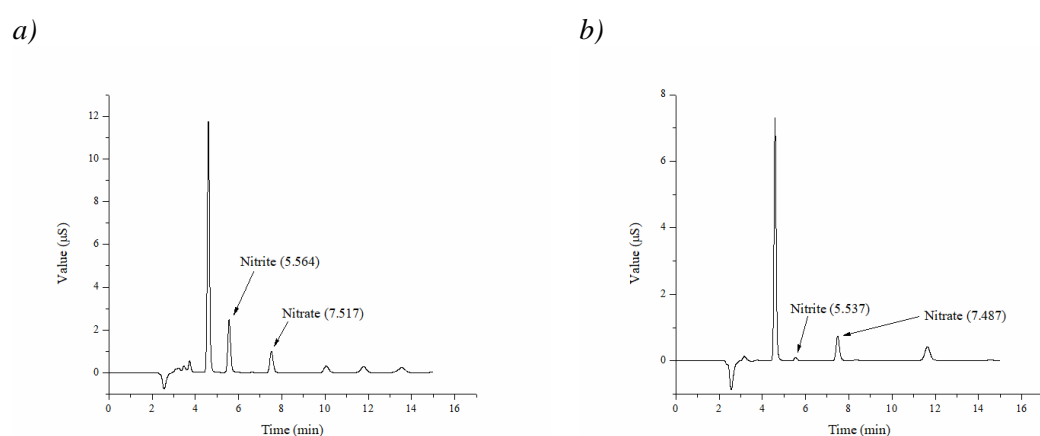 a)
b)
12
10
8
6
4
2
0
Value (µS)
Nitrite (5.564)
Nitrate (7.517)
0 2 4 6 8 10 12 14 16
Time (min)
8
6
4
2
0
Value (µS)
Nitrite (5.537)
Nitrate (7.487)
0 2 4 6 8 10 12 14 16
Time (min)